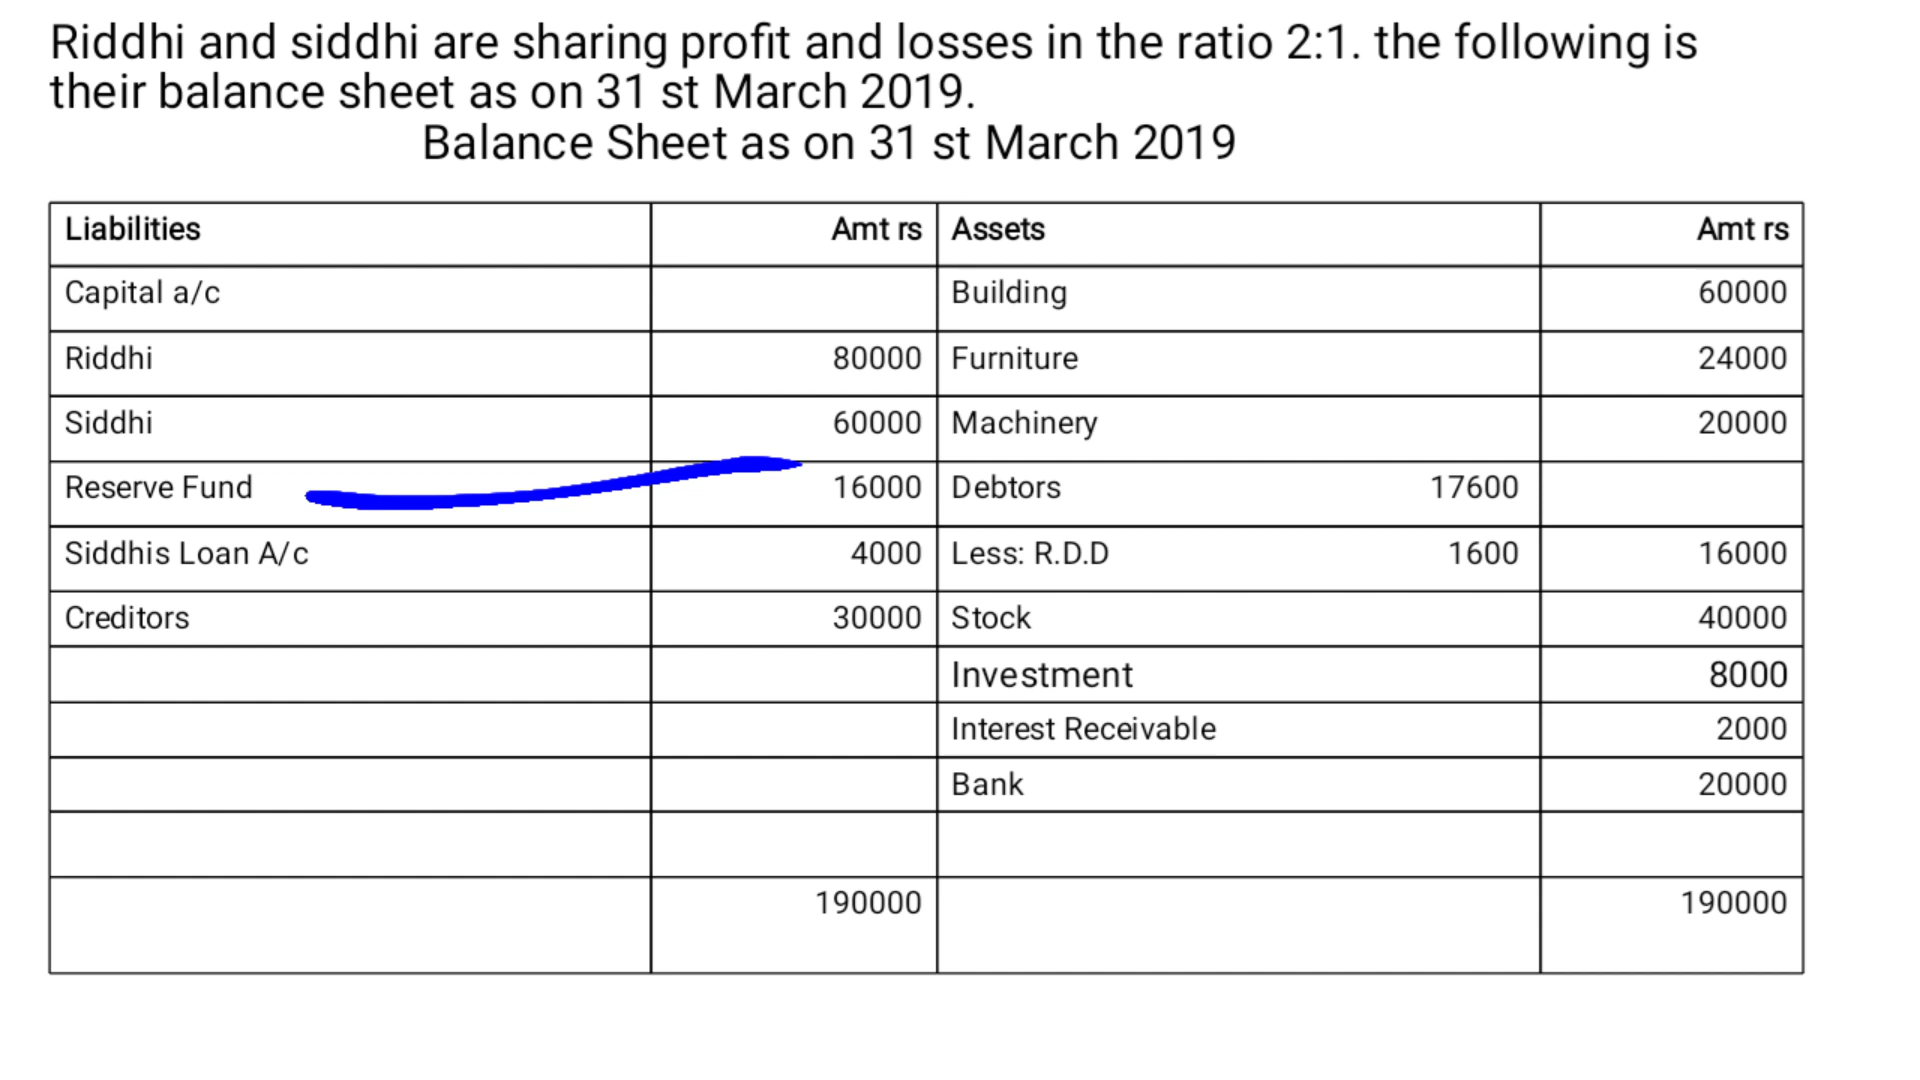 Riddhi and siddhi are sharing profit and losses in the ratio 2:1. the following is
their balance sheet as on 31 st March 2019.
Balance Sheet as on 31 st March 2019
Liabilities Amt rs Assets Amt rs
Capital a/c Building 60000
Riddhi 80000 Furniture 24000
Siddhi 60000 Machinery 20000
Reserve Fund 16000 Debtors 17600
Siddhis Loan A/c 4000 Less: R.D.D 1600 16000
Creditors 30000 Stock 40000
Investment 8000
Interest Receivable 2000
Bank 20000
190000 190000